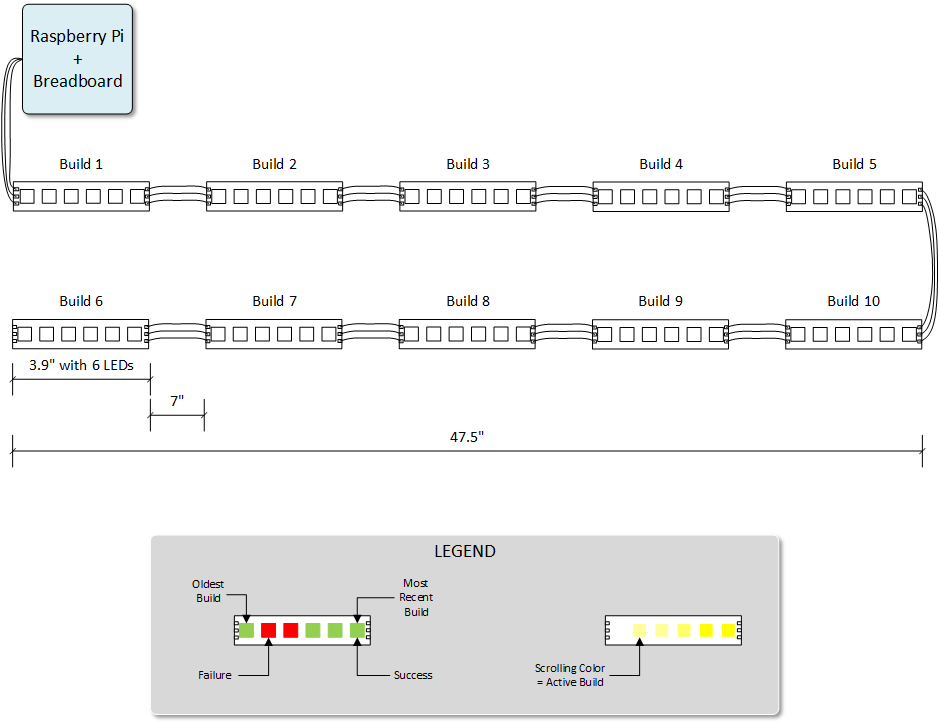 Raspberry Pi
+
Breadboard
Build 1
Build 2
Build 3
Build 4
Build 5
Build 6
Build 7
Build 8
Build 9
Build 10
3.9" with 6 LEDs
7"
47.5"
LEGEND
Oldest
Build
Most
Recent
Build
Failure
Success
Scrolling Color
= Active Build